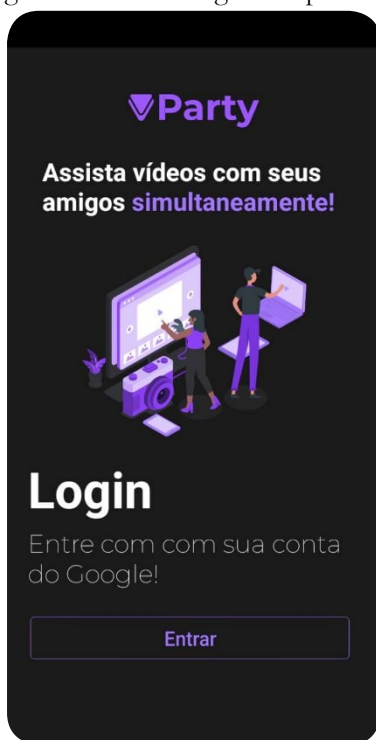 Party
Assista vídeos com seus
amigos simultaneamente!
Login
Entre com com sua conta
do Google!
Entrar